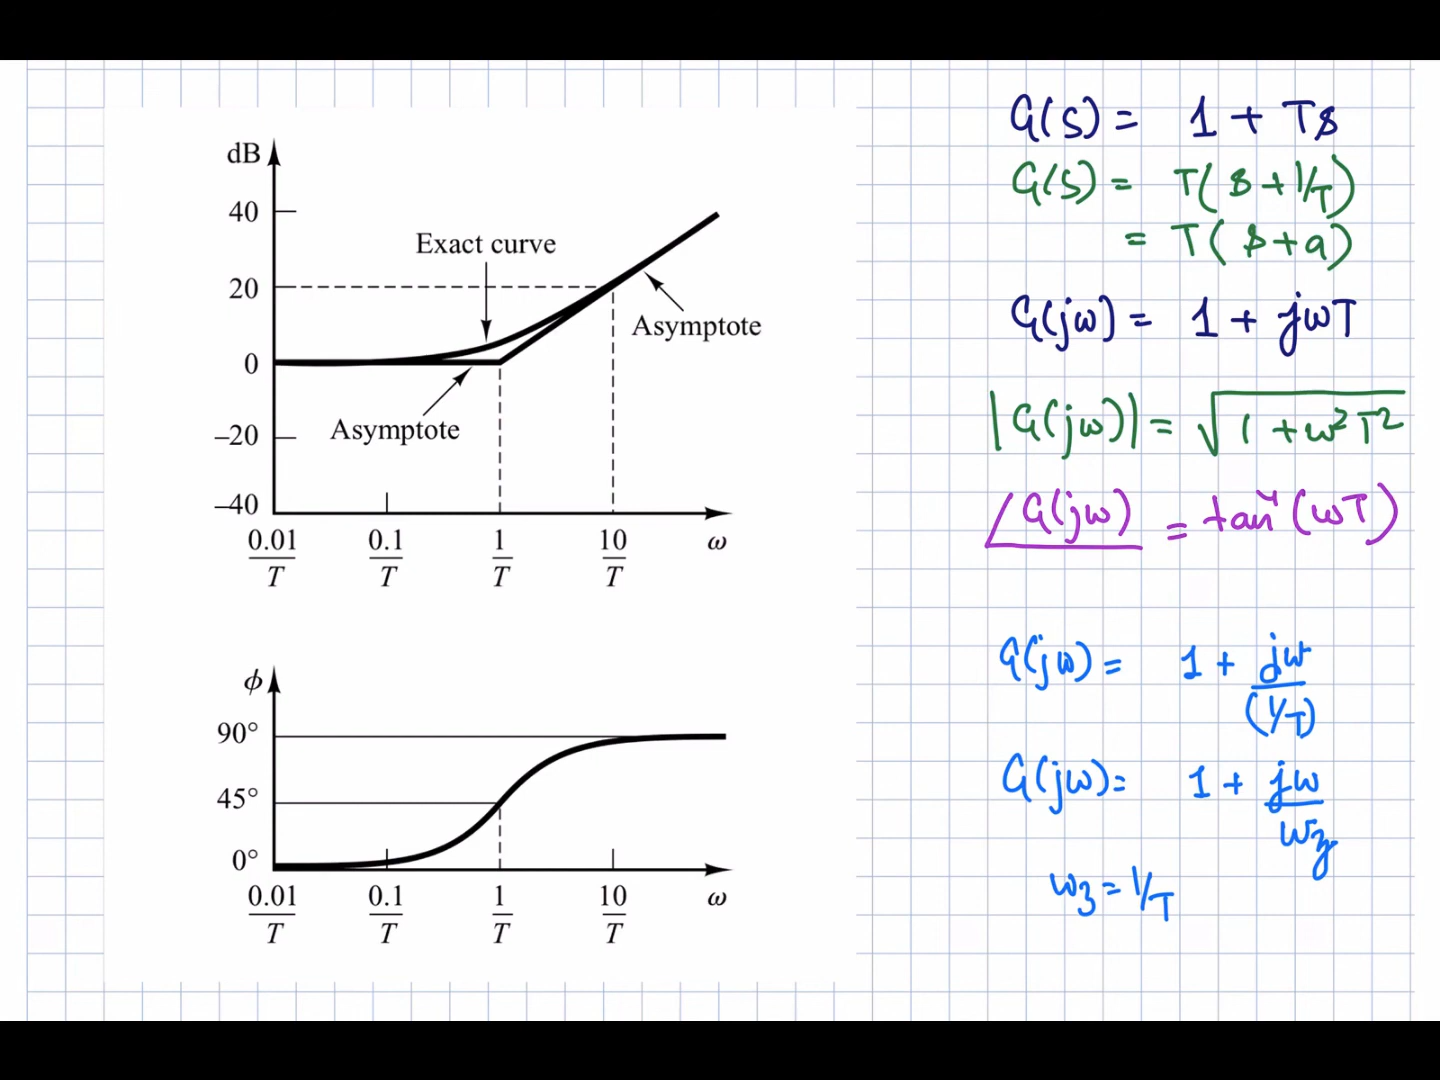 dB
40
Exact curve
20
Asymptote
0
Asymptote
–20
–40
0.01/T 0.1/T 1/T 10/T ω
ϕ
90°
45°
0°
0.01/T 0.1/T 1/T 10/T ω
G(s) = 1 + Ts
G(s) = T(s + 1/T)
= T(s + a)
G(jω) = 1 + jωT
|G(jω)| = √(1 + ω²T²)
∠G(jω) = tan⁻¹(ωT)
G(jω) = 1 + jω/(1/T)
G(jω) = 1 + jω/ωz
ωz = 1/T